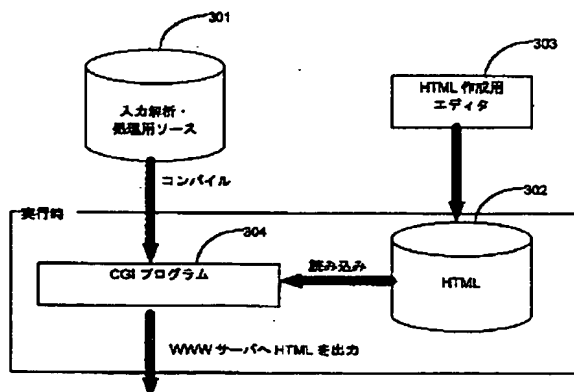 301
入力解析・
処理用ソース
303
HTML 作成用
エディタ
コンパイル
302
実行時
304
CGI プログラム
読み込み
HTML
WWW サーバへ HTML を出力